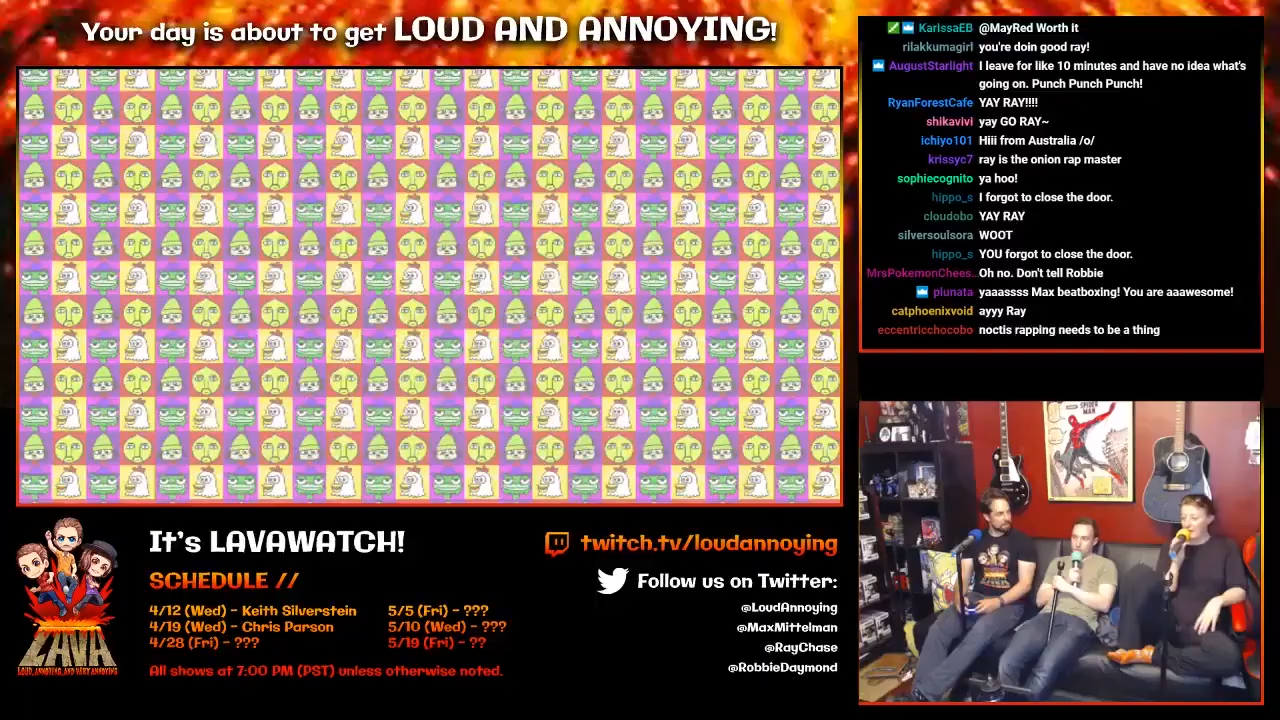 Your day is about to get LOUD AND ANNOYING!
KarissaEB @MayRed Worth it
rilakkumagirl you're doin good ray!
AugustStarlight I leave for like 10 minutes and have no idea what's
going on. Punch Punch Punch!
RyanForestCafe YAY RAY!!!!
shikavivi yay GO RAY~
ichiyo101 Hiii from Australia /o/
krissyc7 ray is the onion rap master
sophiecognito ya hoo!
hippo_s I forgot to close the door.
cloudobo YAY RAY
silversoulsora WOOT
hippo_s YOU forgot to close the door.
MrsPokemonChees... Oh no. Don't tell Robbie
plunata yaaassss Max beatboxing! You are aaawesome!
catphoenixvoid ayyy Ray
eccentricchocobo noctis rapping needs to be a thing
SPIDER
MAN
LAVA
LOUD, ANNOYING, AND VERY ANNOYING
It's LAVAWATCH!
SCHEDULE //
4/12 (Wed) - Keith Silverstein
4/19 (Wed) - Chris Parson
4/28 (Fri) - ???
5/5 (Fri) - ???
5/10 (Wed) - ???
5/19 (Fri) - ??
All shows at 7:00 PM (PST) unless otherwise noted.
twitch.tv/loudannoying
Follow us on Twitter:
@LoudAnnoying
@MaxMittelman
@RayChase
@RobbieDaymond